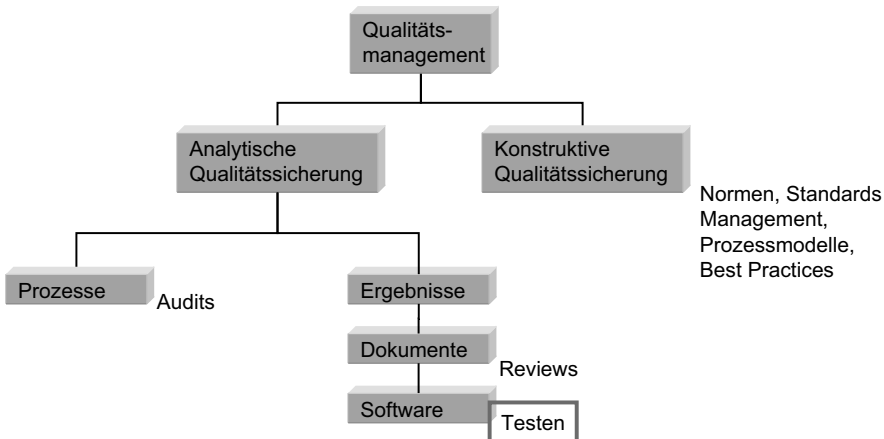 Qualitäts-
management
Analytische
Qualitätssicherung
Konstruktive
Qualitätssicherung
Normen, Standards
Management,
Prozessmodelle,
Best Practices
Prozesse
Audits
Ergebnisse
Dokumente
Reviews
Software
Testen